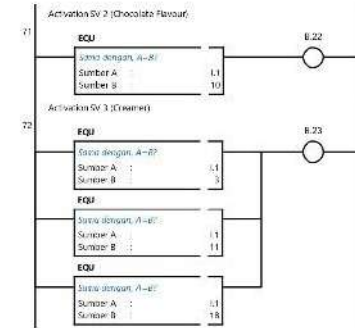 Activation SV 2 (Chocolate Flavour)
71
EQU
B.22
Sama dengan, A=B?
Sumber A : I.1
Sumber B : 10
Activation SV 3 (Creamer)
72
EQU
B.23
Sama dengan, A=B?
Sumber A : I.1
Sumber B : 3
EQU
Sama dengan, A=B?
Sumber A : I.1
Sumber B : 11
EQU
Sama dengan, A=B?
Sumber A : I.1
Sumber B : 18